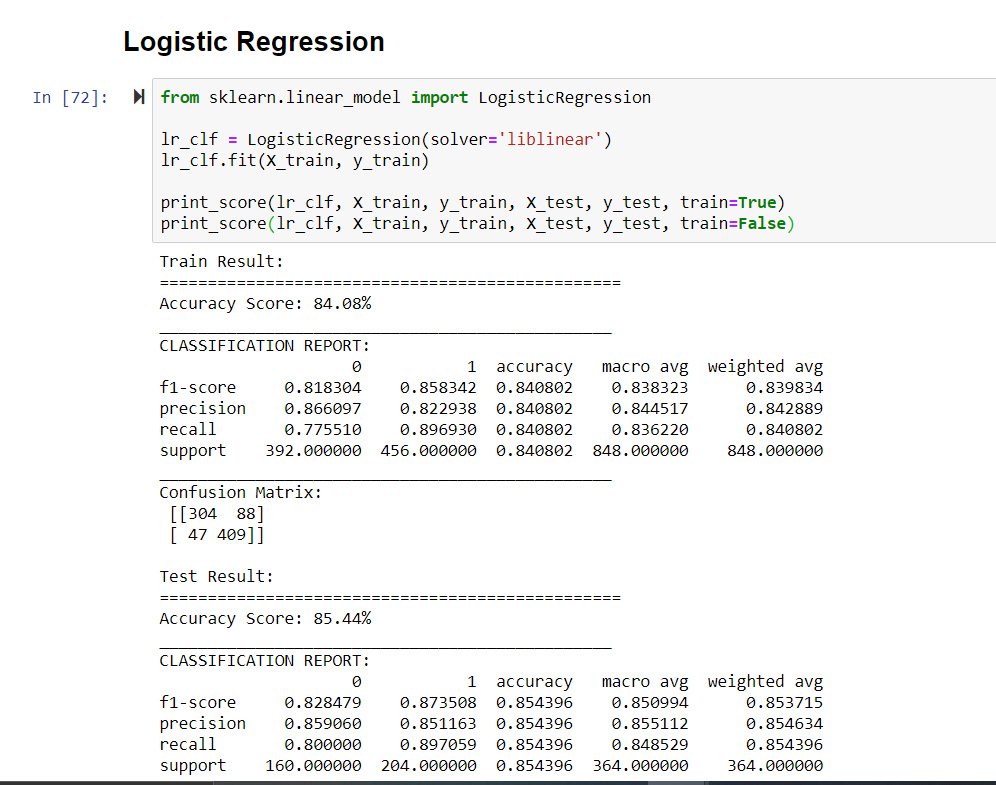 Logistic Regression
In [72]:
from sklearn.linear_model import LogisticRegression
lr_clf = LogisticRegression(solver='liblinear')
lr_clf.fit(X_train, y_train)
print_score(lr_clf, X_train, y_train, X_test, y_test, train=True)
print_score(lr_clf, X_train, y_train, X_test, y_test, train=False)
Train Result:
================================================
Accuracy Score: 84.08%
_______________________________________________
CLASSIFICATION REPORT:
0 1 accuracy macro avg weighted avg
f1-score 0.818304 0.858342 0.840802 0.838323 0.839834
precision 0.866097 0.822938 0.840802 0.844517 0.842889
recall 0.775510 0.896930 0.840802 0.836220 0.840802
support 392.000000 456.000000 0.840802 848.000000 848.000000
_______________________________________________
Confusion Matrix:
[[304 88]
[ 47 409]]
Test Result:
================================================
Accuracy Score: 85.44%
_______________________________________________
CLASSIFICATION REPORT:
0 1 accuracy macro avg weighted avg
f1-score 0.828479 0.873508 0.854396 0.850994 0.853715
precision 0.859060 0.851163 0.854396 0.855112 0.854634
recall 0.800000 0.897059 0.854396 0.848529 0.854396
support 160.000000 204.000000 0.854396 364.000000 364.000000